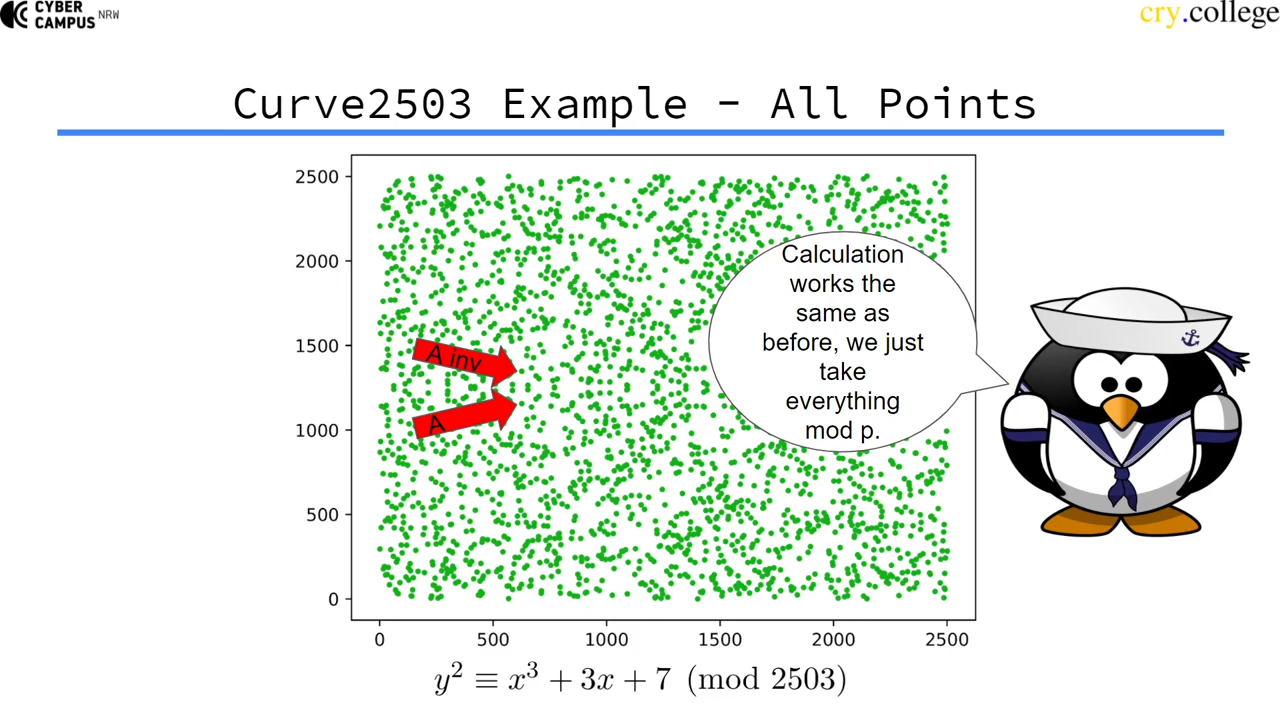 CYBER
CAMPUS NRW
cry.college
Curve2503 Example - All Points
2500
2000
1500
1000
500
0
A inv
A
Calculation
works the
same as
before, we just
take
everything
mod p.
0 500 1000 1500 2000 2500
y² ≡ x³ + 3x + 7 (mod 2503)